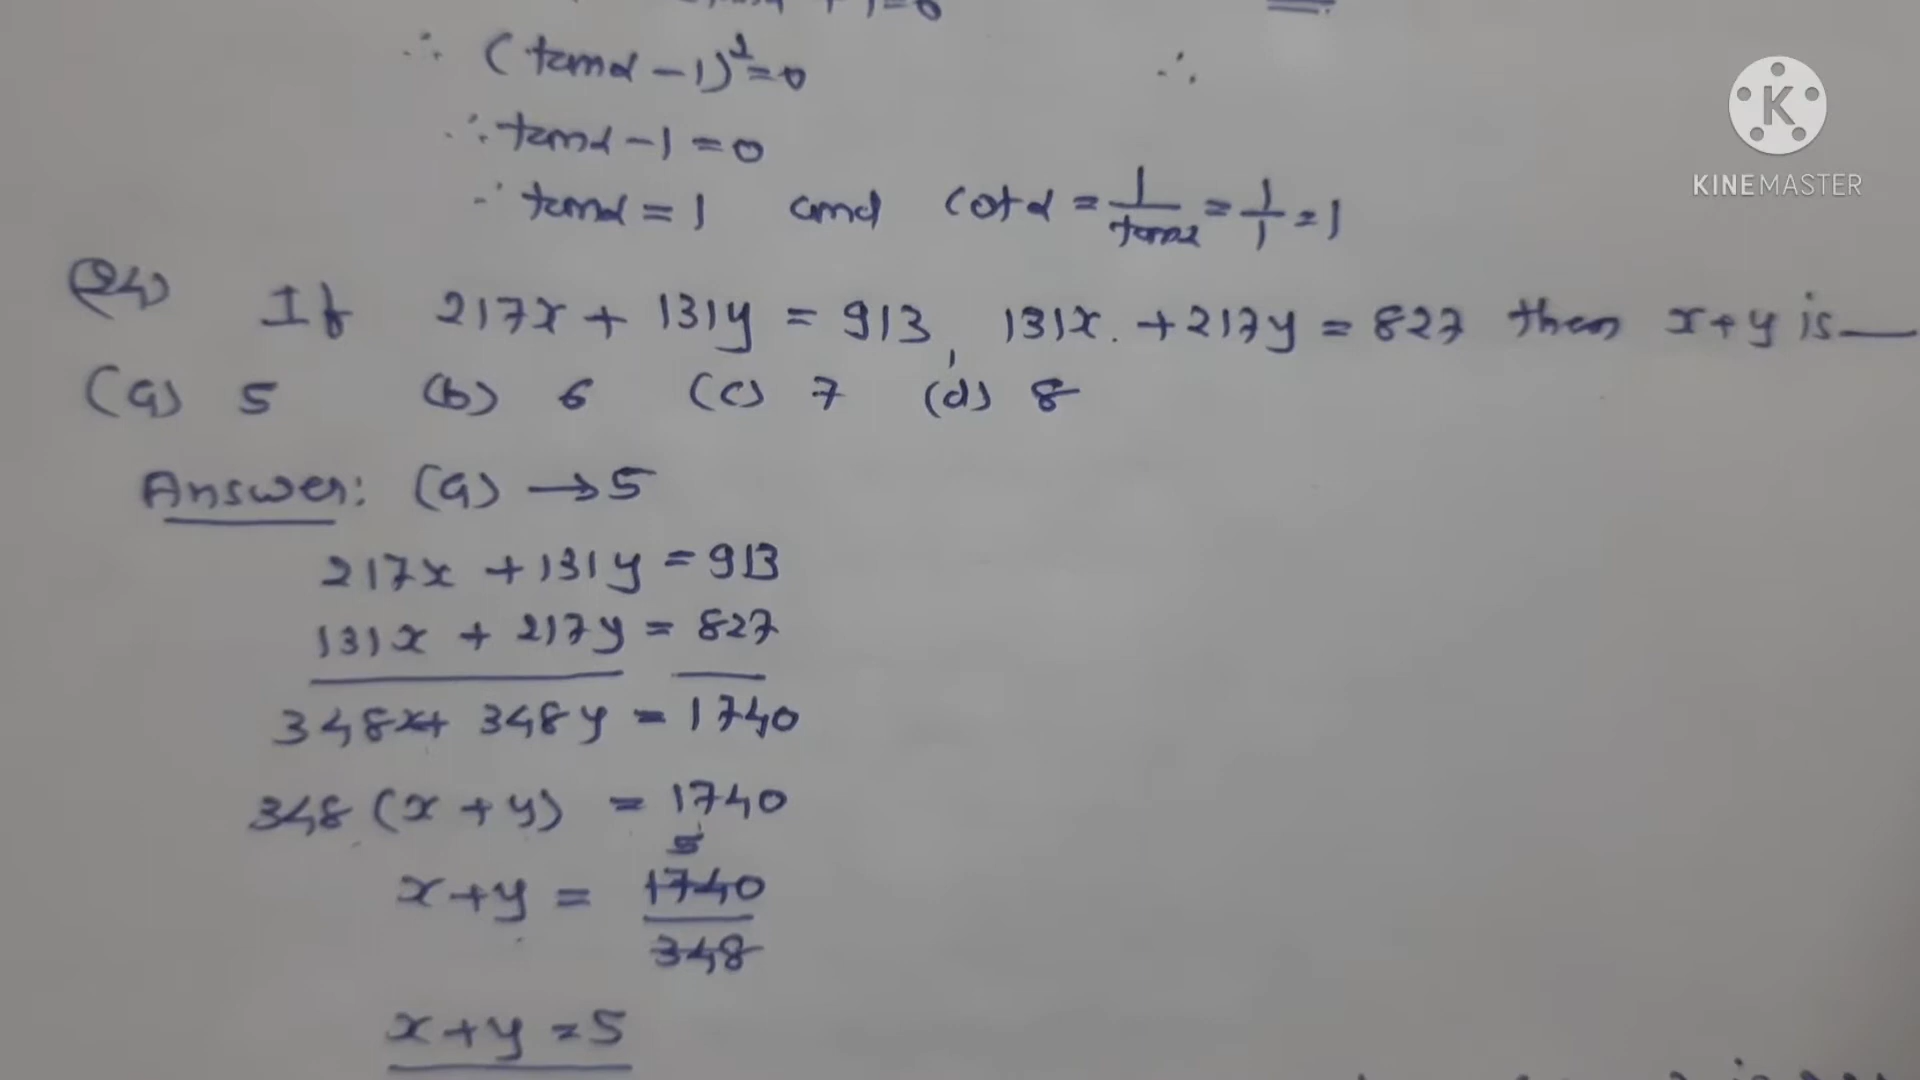 ∴ (tanα - 1)²=0
∴
∴ tanα - 1 = 0
∴ tanα = 1 and cotα = 1/tanα = 1/1 = 1
KINEMASTER
Q4) If 217x + 131y = 913, 131x. + 217y = 827 then x+y is —
(a) 5 (b) 6 (c) 7 (d) 8
Answer: (a) → 5
217x + 131y = 913
131x + 217y = 827
348x+ 348y = 1740
348 (x + y) = 1740
5
x+y = 1740/348
x+y = 5